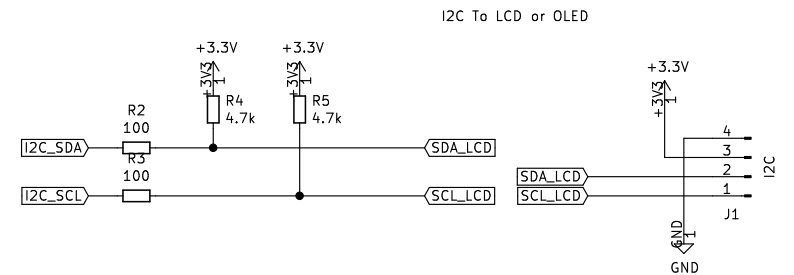 I2C To LCD or OLED
+3.3V
+3V3
1
R4
4.7k
+3.3V
+3V3
1
R5
4.7k
+3.3V
+3V3
1
R2
100
I2C_SDA
SDA_LCD
R3
100
I2C_SCL
SCL_LCD
SDA_LCD
SCL_LCD
4
3
2
1
I2C
J1
GND
1
GND